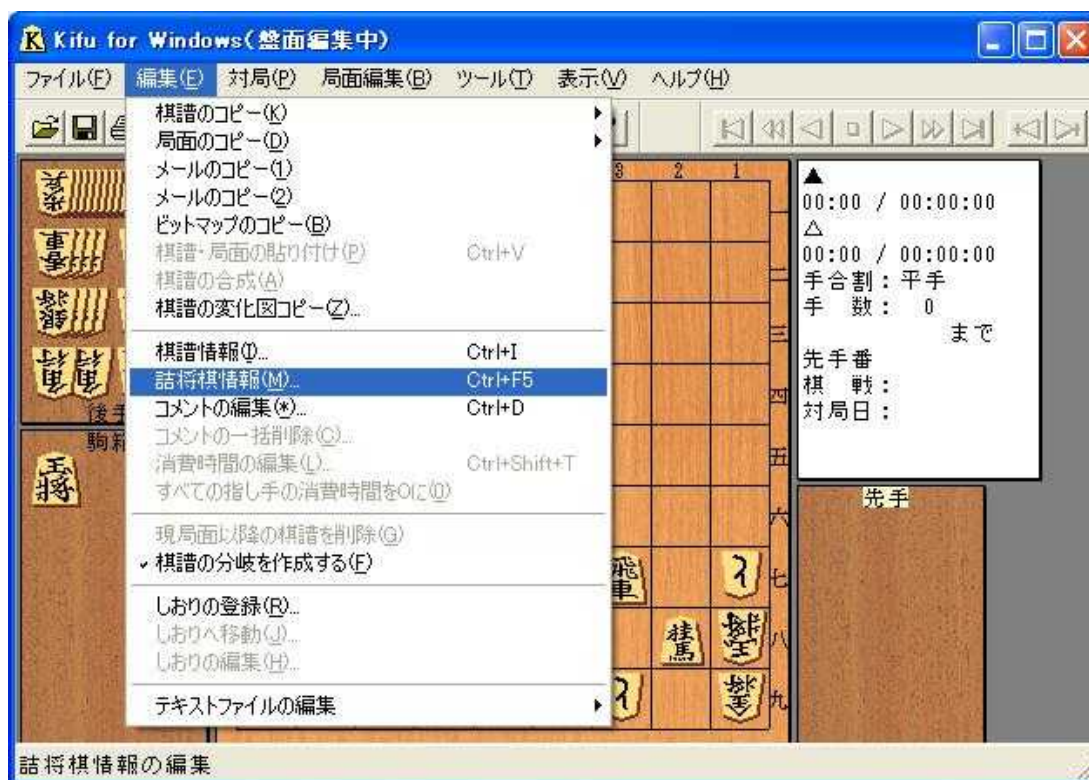 Kifu for Windows(盤面編集中)
ファイル(F) 編集(E) 対局(P) 局面編集(B) ツール(T) 表示(V) ヘルプ(H)
棋譜のコピー(K)
局面のコピー(D)
メールのコピー(1)
メールのコピー(2)
ビットマップのコピー(B)
棋譜・局面の貼り付け(P) Ctrl+V
棋譜の合成(A)
棋譜の変化図コピー(Z)...
棋譜情報(I)... Ctrl+I
詰将棋情報(M)... Ctrl+F5
コメントの編集(*)... Ctrl+D
コメントの一括削除(C)...
消費時間の編集(L)... Ctrl+Shift+T
すべての指し手の消費時間を0に(0)
現局面以降の棋譜を削除(G)
棋譜の分岐を作成する(F)
しおりの登録(R)...
しおりへ移動(J)...
しおりの編集(H)...
テキストファイルの編集
後手
駒箱
王将
3 2 1
一
二
三
四
五
六
七
八
九
飛車
桂馬
▲
00:00 / 00:00:00
△
00:00 / 00:00:00
手合割:平手
手 数: 0
まで
先手番
棋 戦:
対局日:
先手
詰将棋情報の編集